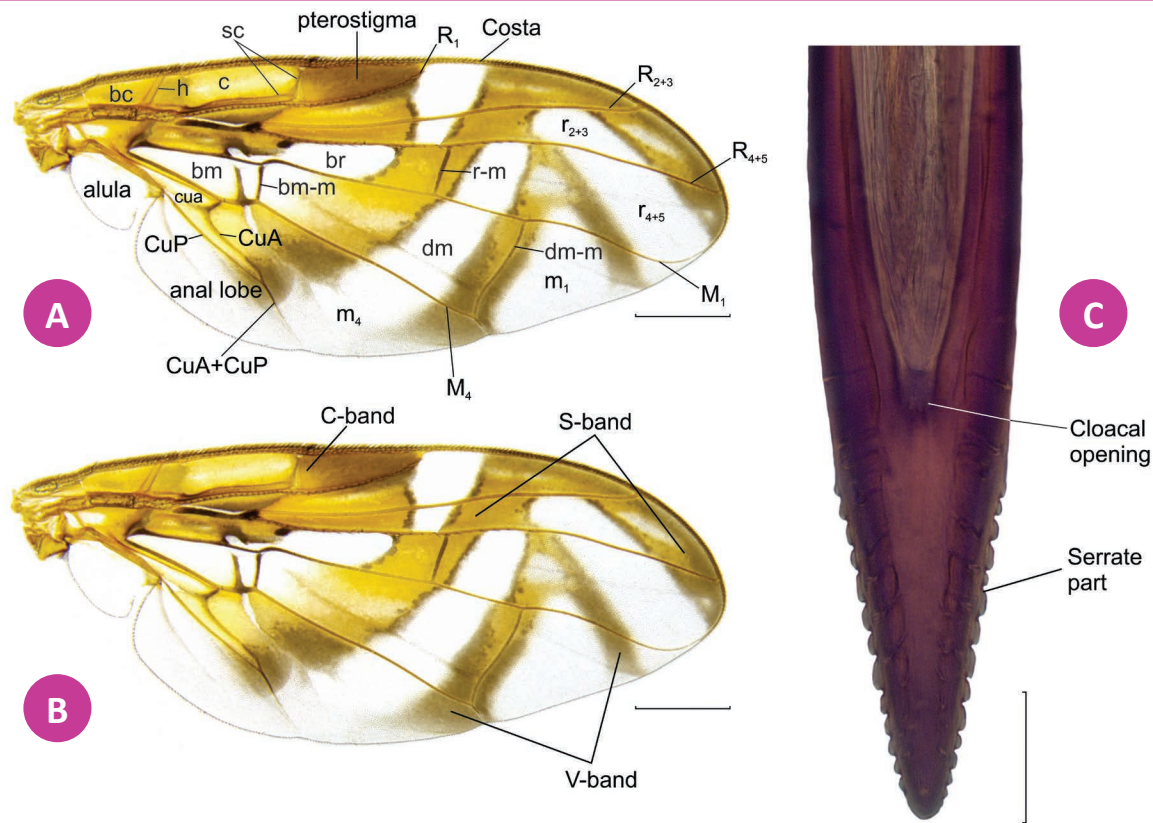 pterostigma
Costa
sc
R1
R2+3
bc
h
c
r2+3
R4+5
br
r-m
bm
bm-m
alula
cua
r4+5
CuP
CuA
dm
dm-m
anal lobe
m1
M1
A
m4
CuA+CuP
M4
C-band
S-band
B
V-band
C
Cloacal
opening
Serrate
part